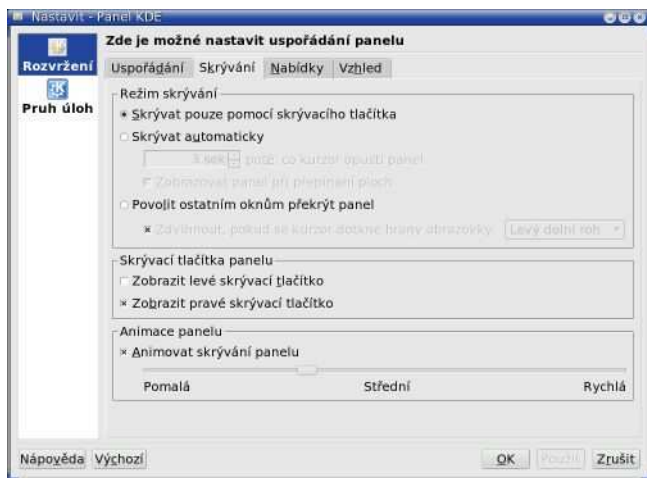 Nastavit - Panel KDE
Zde je možné nastavit uspořádání panelu
Rozvržení
Pruh úloh
Uspořádání Skrývání Nabídky Vzhled
Režim skrývání
Skrývat pouze pomocí skrývacího tlačítka
Skrývat automaticky
3 sek poté, co kurzor opustí panel
Zobrazovat panel při přepínání ploch
Povolit ostatním oknům překrýt panel
Zdvihnout, pokud se kurzor dotkne hrany obrazovky: Levý dolní roh
Skrývací tlačítka panelu
Zobrazit levé skrývací tlačítko
Zobrazit pravé skrývací tlačítko
Animace panelu
Animovat skrývání panelu
Pomalá Střední Rychlá
Nápověda Výchozí OK Použít Zrušit